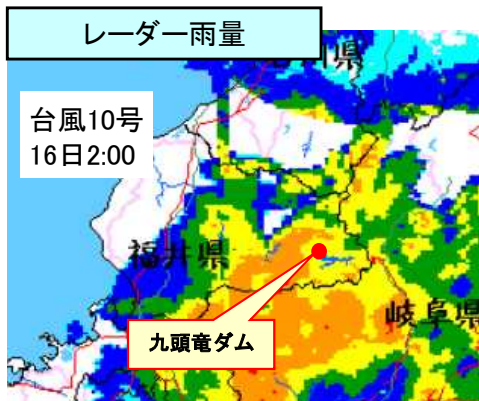 レーダー雨量
台風10号
16日2:00
福井県
岐阜県
九頭竜ダム